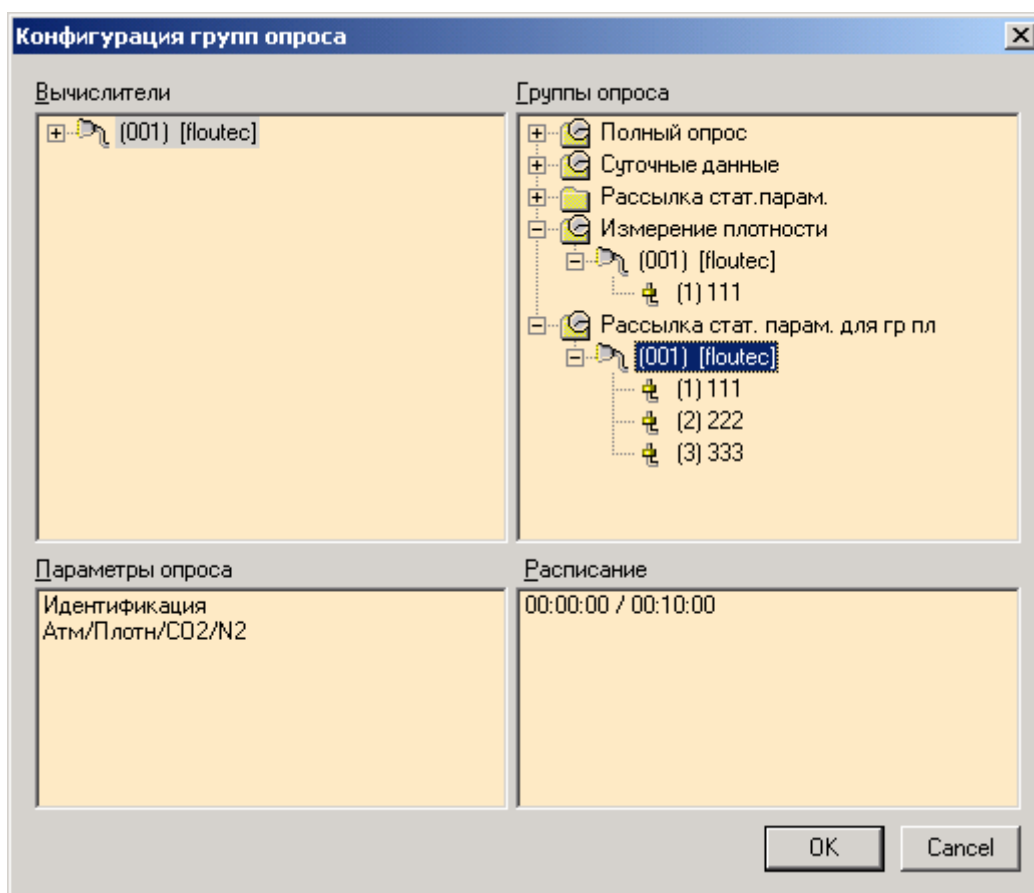 Конфигурация групп опроса
Вычислители
(001) [floutec]
Группы опроса
Полный опрос
Суточные данные
Рассылка стат.парам.
Измерение плотности
(001) [floutec]
(1) 111
Рассылка стат. парам. для гр пл
(001) [floutec]
(1) 111
(2) 222
(3) 333
Параметры опроса
Идентификация
Атм/Плотн/CO2/N2
Расписание
00:00:00 / 00:10:00
OK
Cancel